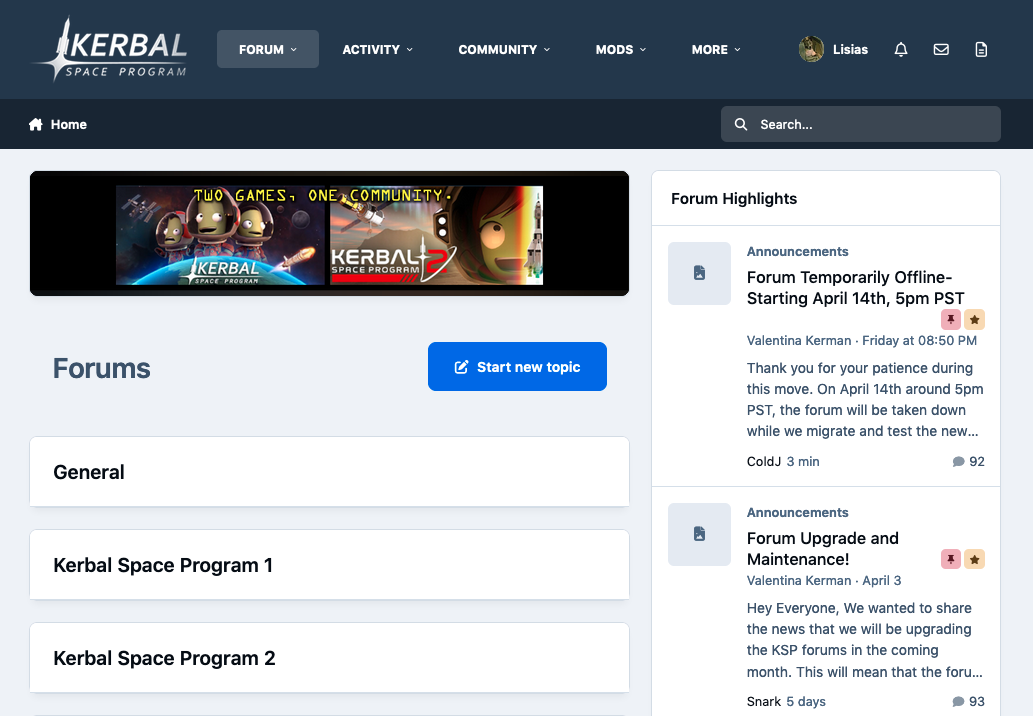 KERBAL
SPACE PROGRAM
FORUM
ACTIVITY
COMMUNITY
MODS
MORE
Lisias
Home
Search...
TWO GAMES, ONE COMMUNITY.
KERBAL
SPACE PROGRAM
KERBAL 2
SPACE PROGRAM
Forums
Start new topic
General
Kerbal Space Program 1
Kerbal Space Program 2
Forum Highlights
Announcements
Forum Temporarily Offline-
Starting April 14th, 5pm PST
Valentina Kerman · Friday at 08:50 PM
Thank you for your patience during
this move. On April 14th around 5pm
PST, the forum will be taken down
while we migrate and test the new...
ColdJ 3 min 92
Announcements
Forum Upgrade and
Maintenance!
Valentina Kerman · April 3
Hey Everyone, We wanted to share
the news that we will be upgrading
the KSP forums in the coming
month. This will mean that the foru...
Snark 5 days 93